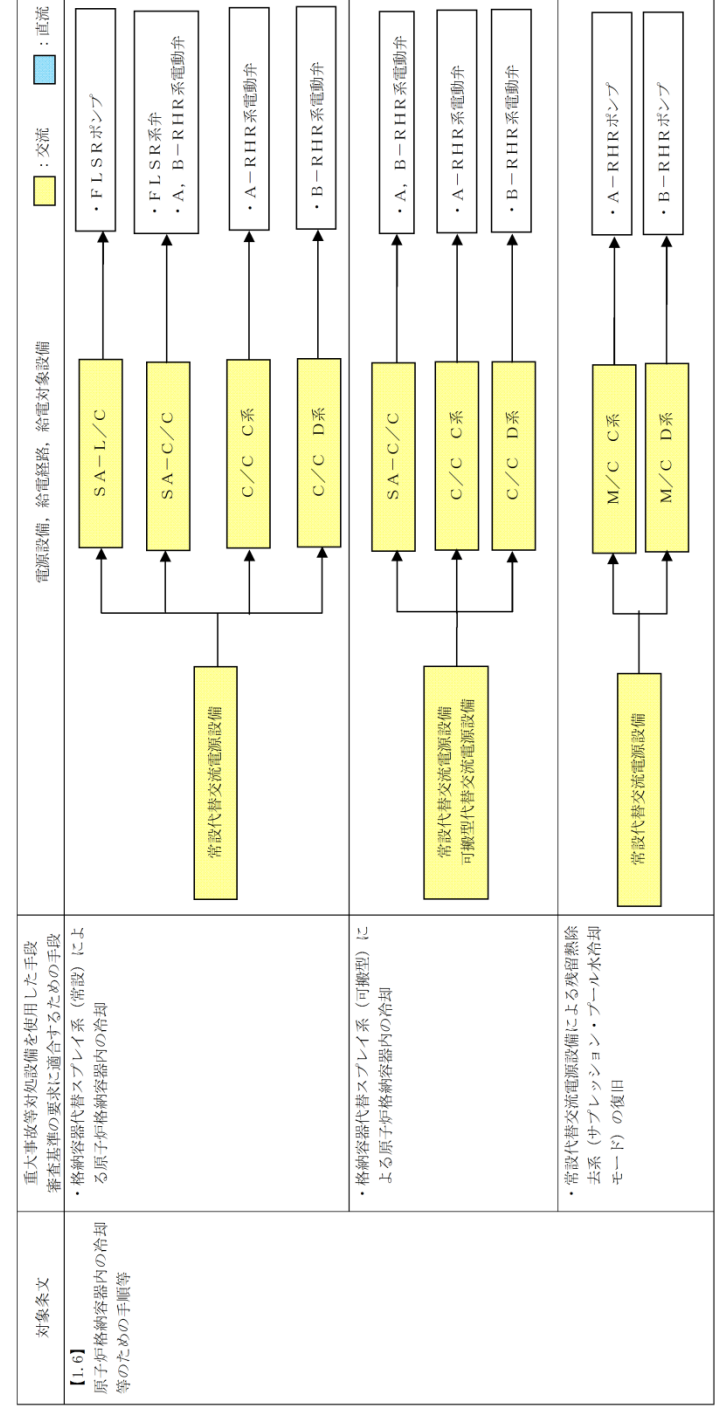 ：交流
：直流
対象条文
重大事故等対処設備を使用した手段
審査基準の要求に適合するための手段
電源設備，給電経路，給電対象設備
【1.6】
原子炉格納容器内の冷却
等のための手順等
・格納容器代替スプレイ系（常設）によ
る原子炉格納容器内の冷却
常設代替交流電源設備
ＳＡ－Ｌ／Ｃ
・ＦＬＳＲポンプ
ＳＡ－Ｃ／Ｃ
・ＦＬＳＲ系弁
・Ａ，Ｂ－ＲＨＲ系電動弁
Ｃ／Ｃ　Ｃ系
・Ａ－ＲＨＲ系電動弁
Ｃ／Ｃ　Ｄ系
・Ｂ－ＲＨＲ系電動弁
・格納容器代替スプレイ系（可搬型）に
よる原子炉格納容器内の冷却
常設代替交流電源設備
可搬型代替交流電源設備
ＳＡ－Ｃ／Ｃ
・Ａ，Ｂ－ＲＨＲ系電動弁
Ｃ／Ｃ　Ｃ系
・Ａ－ＲＨＲ系電動弁
Ｃ／Ｃ　Ｄ系
・Ｂ－ＲＨＲ系電動弁
・常設代替交流電源設備による残留熱除
去系（サプレッション・プール水冷却
モード）の復旧
常設代替交流電源設備
Ｍ／Ｃ　Ｃ系
・Ａ－ＲＨＲポンプ
Ｍ／Ｃ　Ｄ系
・Ｂ－ＲＨＲポンプ